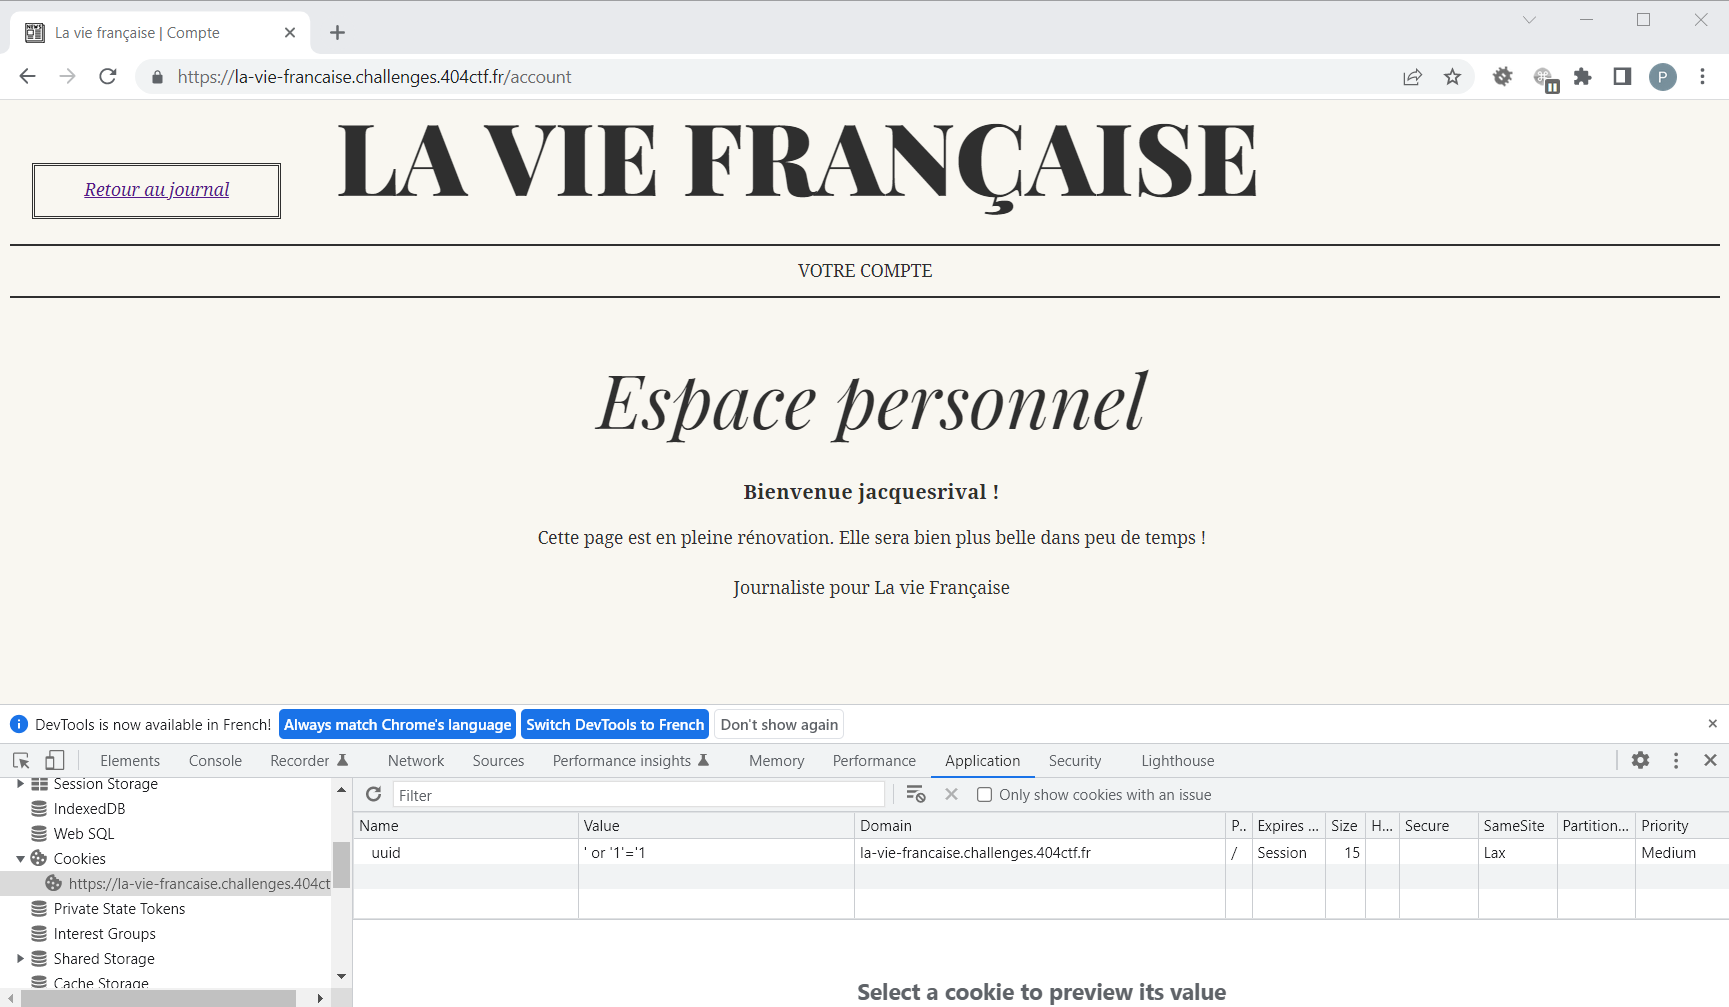 La vie française | Compte
https://la-vie-francaise.challenges.404ctf.fr/account
P
LA VIE FRANÇAISE
Retour au journal
VOTRE COMPTE
Espace personnel
Bienvenue jacquesrival !
Cette page est en pleine rénovation. Elle sera bien plus belle dans peu de temps !
Journaliste pour La vie Française
DevTools is now available in French! Always match Chrome's language Switch DevTools to French Don't show again
Elements Console Recorder Network Sources Performance insights Memory Performance Application Security Lighthouse
Session Storage
IndexedDB
Web SQL
Cookies
https://la-vie-francaise.challenges.404ct
Private State Tokens
Interest Groups
Shared Storage
Cache Storage
Filter Only show cookies with an issue
Name Value Domain P.. Expires ... Size H... Secure SameSite Partition... Priority
uuid ' or '1'='1 la-vie-francaise.challenges.404ctf.fr / Session 15 Lax Medium
Select a cookie to preview its value